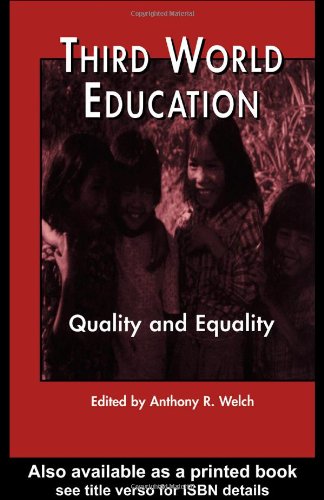 THIRD WORLD
EDUCATION
Quality and Equality
Edited by Anthony R. Welch
Also available as a printed book
see title verso for ISBN details